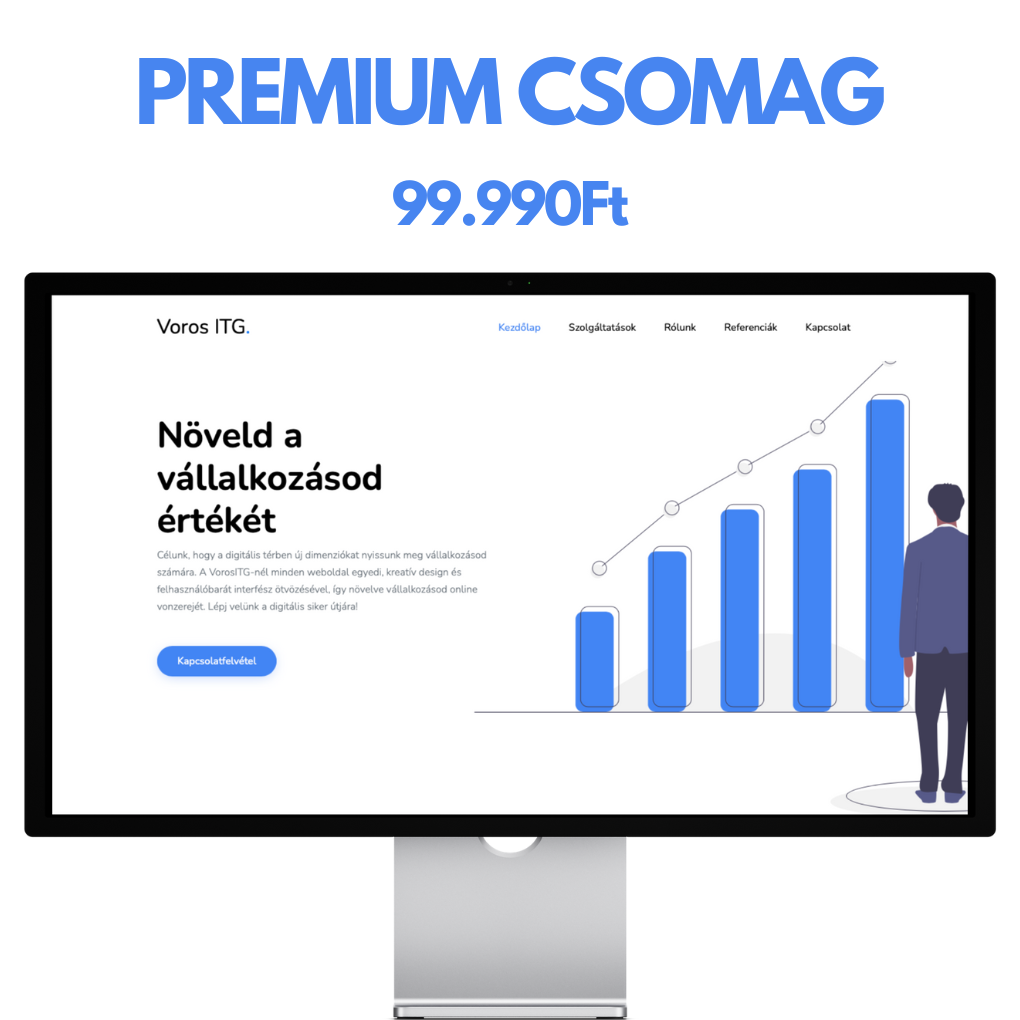 PREMIUM CSOMAG
99.990Ft
Voros ITG.
Kezdőlap Szolgáltatások Rólunk Referenciák Kapcsolat
Növeld a
vállalkozásod
értékét
Célunk, hogy a digitális térben új dimenziókat nyissunk meg vállalkozásod
számára. A VorosITG-nél minden weboldal egyedi, kreatív design és
felhasználóbarát interfész ötvözésével, így növelve vállalkozásod online
vonzerejét. Lépj velünk a digitális siker útjára!
Kapcsolatfelvétel